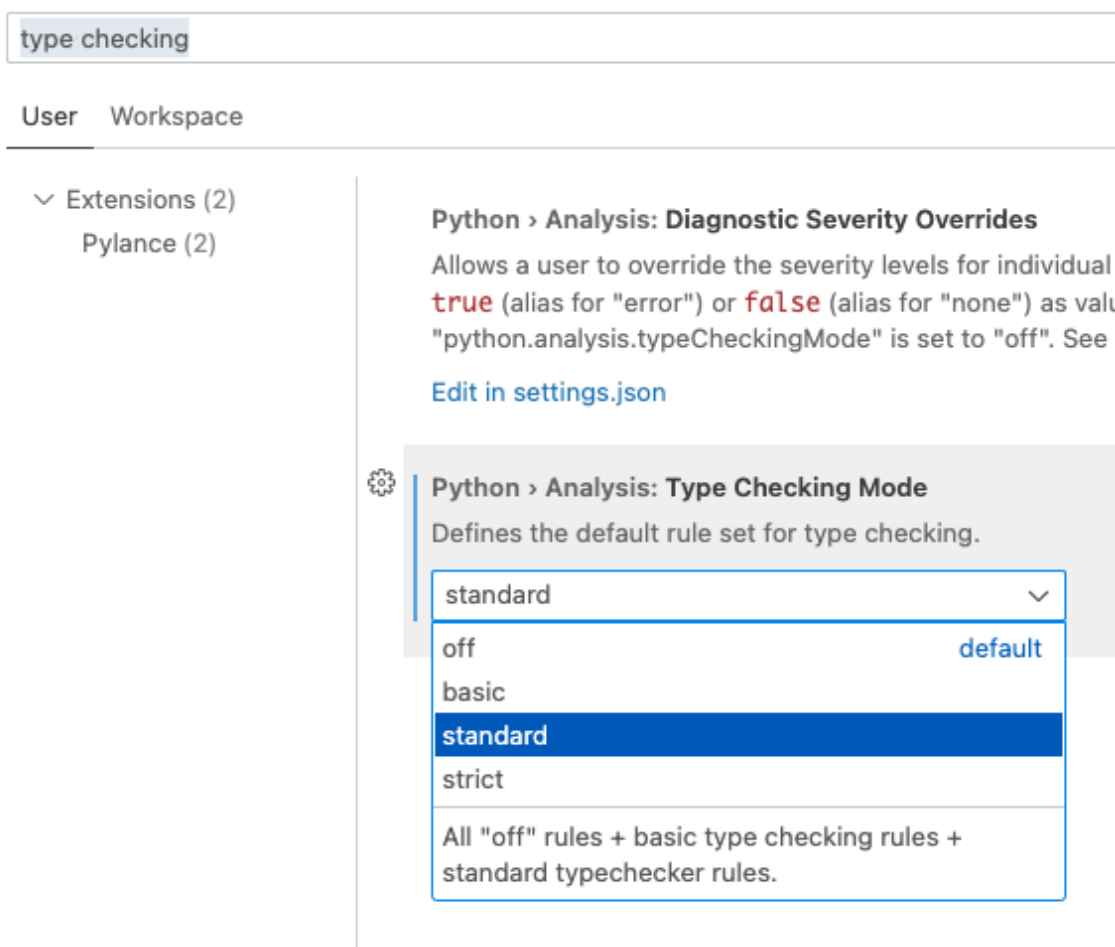 type checking
User Workspace
Extensions (2)
Pylance (2)
Python › Analysis: Diagnostic Severity Overrides
Allows a user to override the severity levels for individual
true (alias for "error") or false (alias for "none") as valu
"python.analysis.typeCheckingMode" is set to "off". See
Edit in settings.json
Python › Analysis: Type Checking Mode
Defines the default rule set for type checking.
standard
off default
basic
standard
strict
All "off" rules + basic type checking rules +
standard typechecker rules.